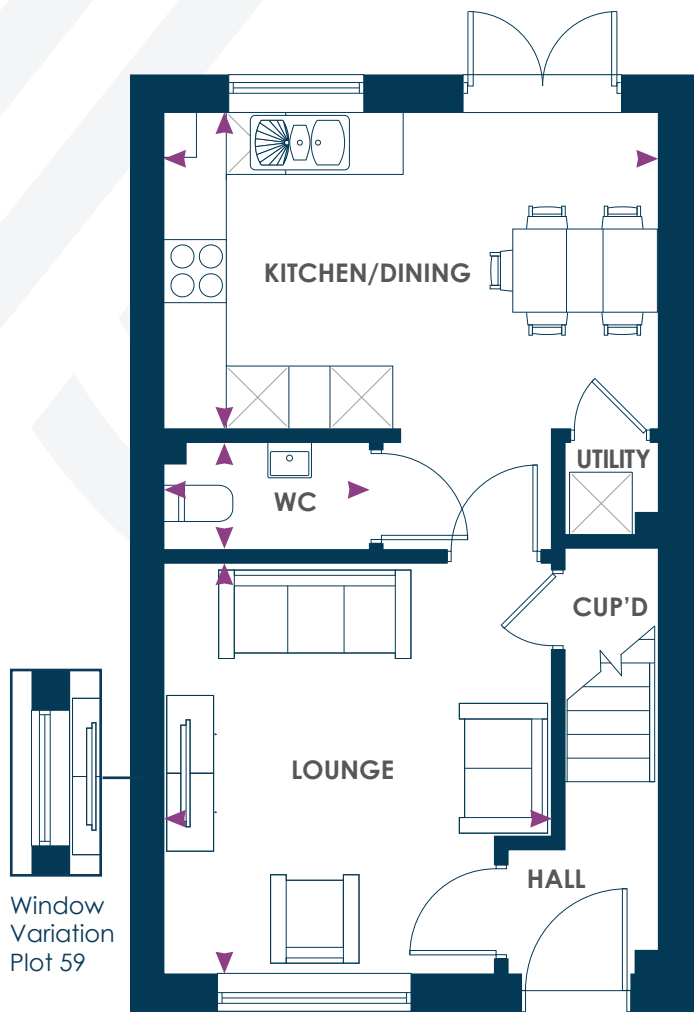 KITCHEN/DINING
UTILITY
WC
CUP’D
LOUNGE
HALL
Window
Variation
Plot 59